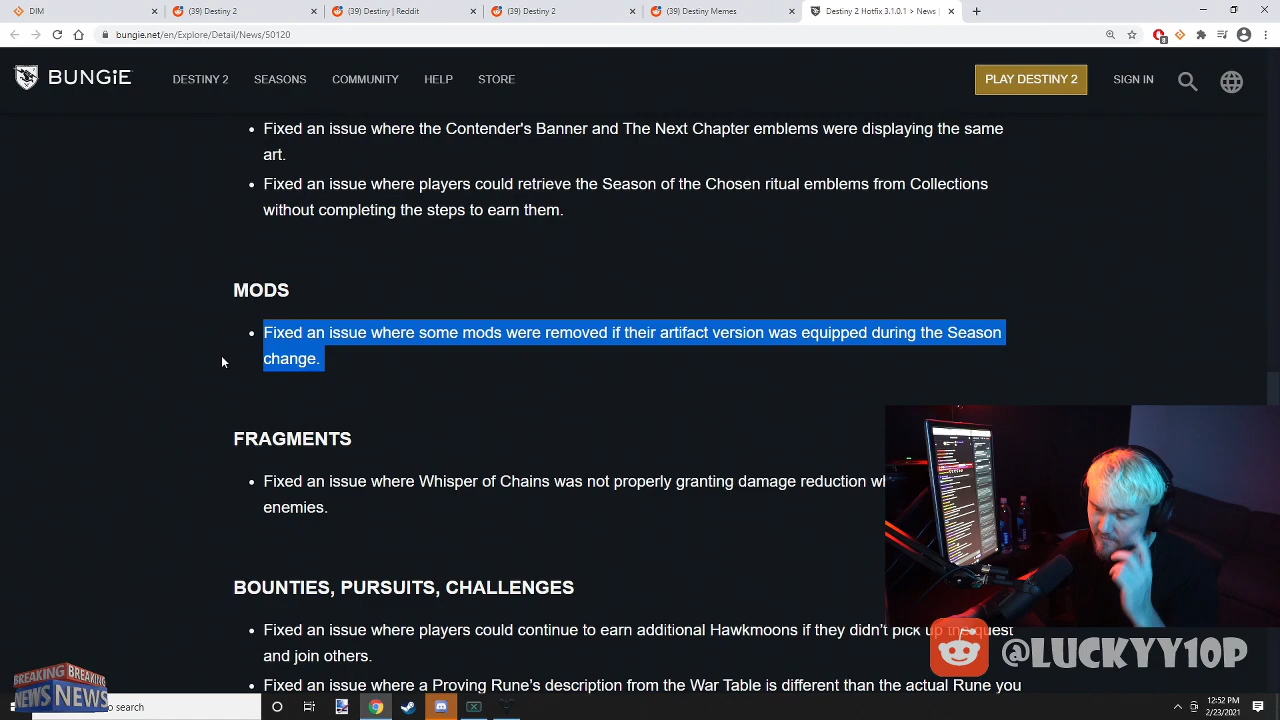 DIM
(39) Destiny 2
(39) Destiny | Reddit
(39) Destiny 2
(39) Destiny Memes
Destiny 2 Hotfix 3.1.0.1 > News |
bungie.net/en/Explore/Detail/News/50120
BUNGiE
DESTINY 2
SEASONS
COMMUNITY
HELP
STORE
PLAY DESTINY 2
SIGN IN
• Fixed an issue where the Contender's Banner and The Next Chapter emblems were displaying the same
art.
• Fixed an issue where players could retrieve the Season of the Chosen ritual emblems from Collections
without completing the steps to earn them.
MODS
• Fixed an issue where some mods were removed if their artifact version was equipped during the Season
change.
FRAGMENTS
• Fixed an issue where Whisper of Chains was not properly granting damage reduction
enemies.
BOUNTIES, PURSUITS, CHALLENGES
• Fixed an issue where players could continue to earn additional Hawkmoons if they didn't pick up the quest
and join others.
• Fixed an issue where a Proving Rune's description from the War Table is different than the actual Rune you
@LUCKYY10P
BREAKING BREAKING
NEWS NEWS
o search
12:52 PM
2/23/2021